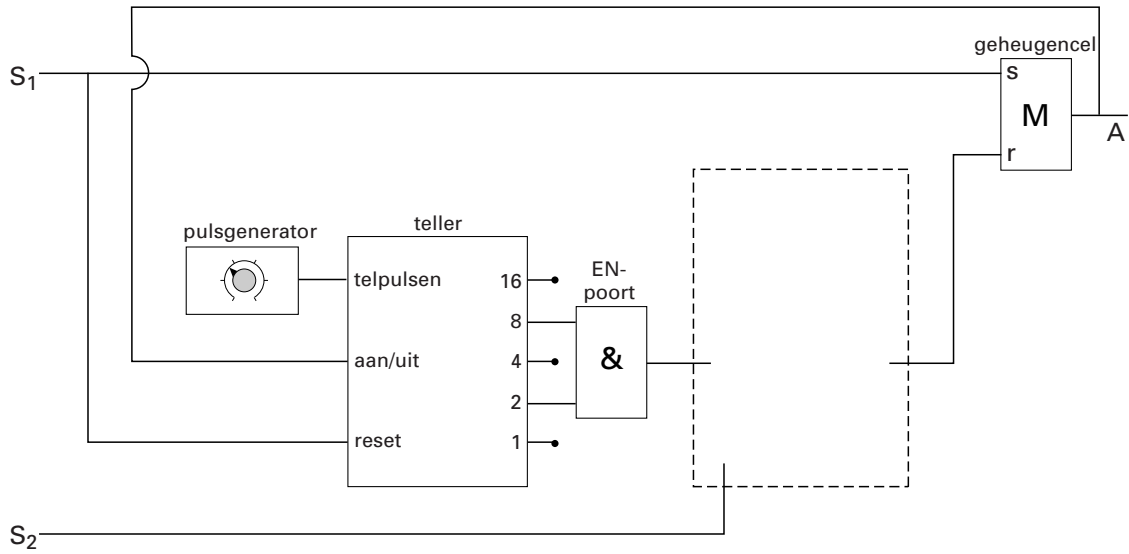 geheugencel
S1
s
M
A
r
pulsgenerator
teller
telpulsen
16
EN-
poort
8
aan/uit
4
&
2
reset
1
S2